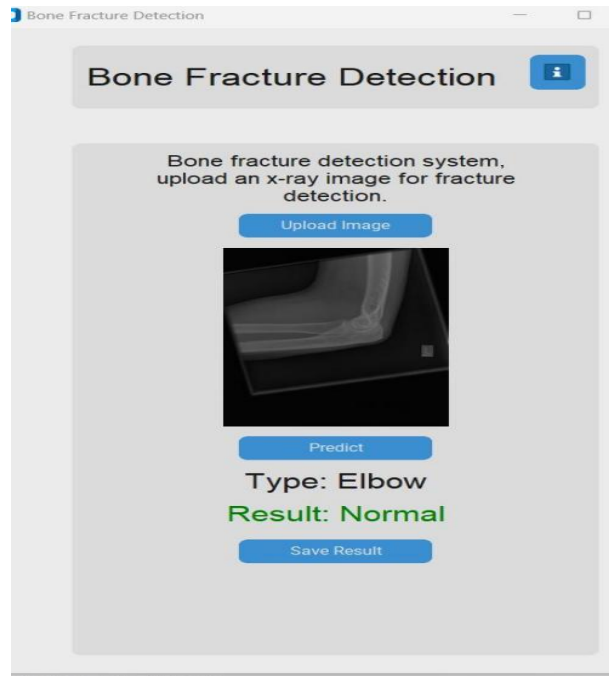 Bone Fracture Detection
Bone Fracture Detection
Bone fracture detection system,
upload an x-ray image for fracture
detection.
Upload Image
Predict
Type: Elbow
Result: Normal
Save Result